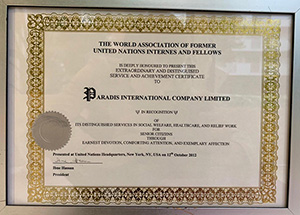 THE WORLD ASSOCIATION OF FORMER
UNITED NATIONS INTERNES AND FELLOWS
IS DEEPLY HONOURED TO PRESENT THIS
EXTRAORDINARY AND DISTINGUISHED
SERVICE AND ACHIEVEMENT CERTIFICATE
TO
PARADIS INTERNATIONAL COMPANY LIMITED
IN RECOGNITION
OF
ITS DISTINGUISHED SERVICES IN SOCIAL WELFARE, HEALTHCARE, AND RELIEF WORK
FOR
SENIOR CITIZENS
THROUGH
EARNEST DEVOTION, COMFORTING ATTENTION, AND EXEMPLARY AFFECTION
Presented at United Nations Headquarters, New York, NY, USA on 12th October 2012
President